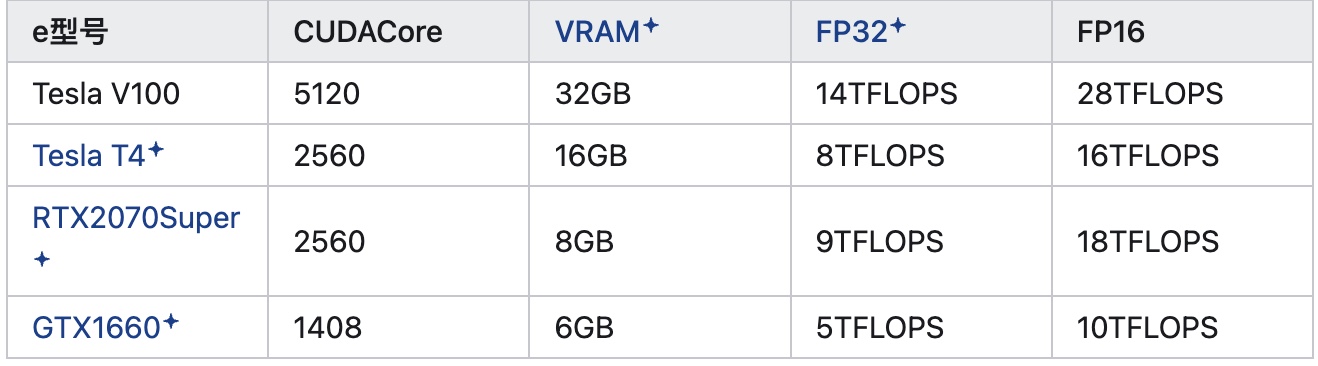 e型号 CUDACore VRAM✦ FP32✦ FP16
Tesla V100 5120 32GB 14TFLOPS 28TFLOPS
Tesla T4✦ 2560 16GB 8TFLOPS 16TFLOPS
RTX2070Super✦ 2560 8GB 9TFLOPS 18TFLOPS
GTX1660✦ 1408 6GB 5TFLOPS 10TFLOPS